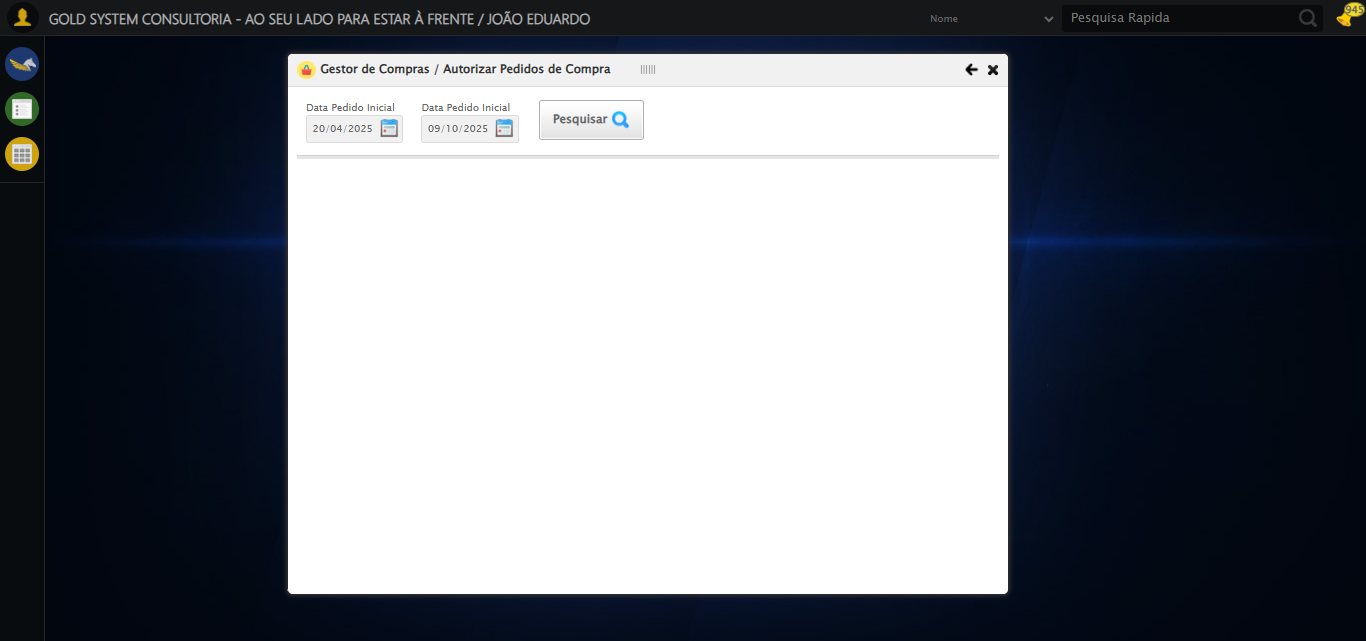 GOLD SYSTEM CONSULTORIA - AO SEU LADO PARA ESTAR À FRENTE / JOÃO EDUARDO
Nome
Pesquisa Rapida
945
Gestor de Compras / Autorizar Pedidos de Compra
Data Pedido Inicial Data Pedido Inicial
20/04/2025 09/10/2025
Pesquisar